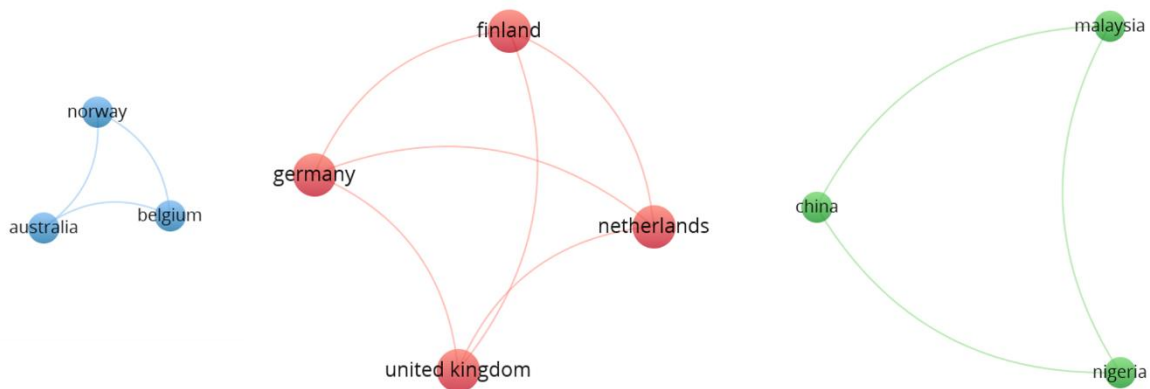 norway
australia
belgium
finland
germany
netherlands
united kingdom
malaysia
china
nigeria